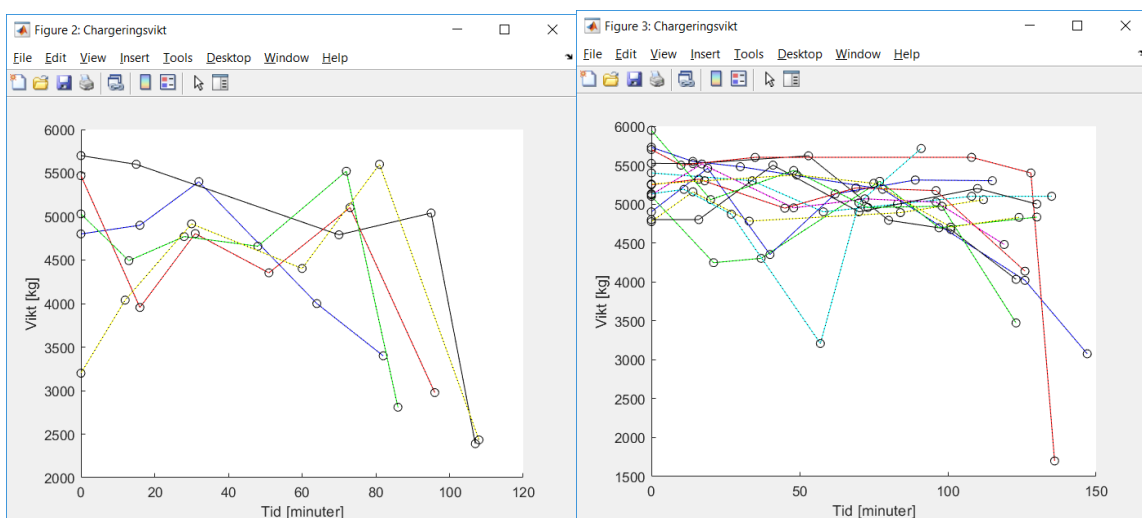 Figure 2: Chargeringsvikt
File Edit View Insert Tools Desktop Window Help
6000
5500
5000
4500
4000
3500
3000
2500
2000
Vikt [kg]
0 20 40 60 80 100 120
Tid [minuter]
Figure 3: Chargeringsvikt
File Edit View Insert Tools Desktop Window Help
6000
5500
5000
4500
4000
3500
3000
2500
2000
1500
Vikt [kg]
0 50 100 150
Tid [minuter]